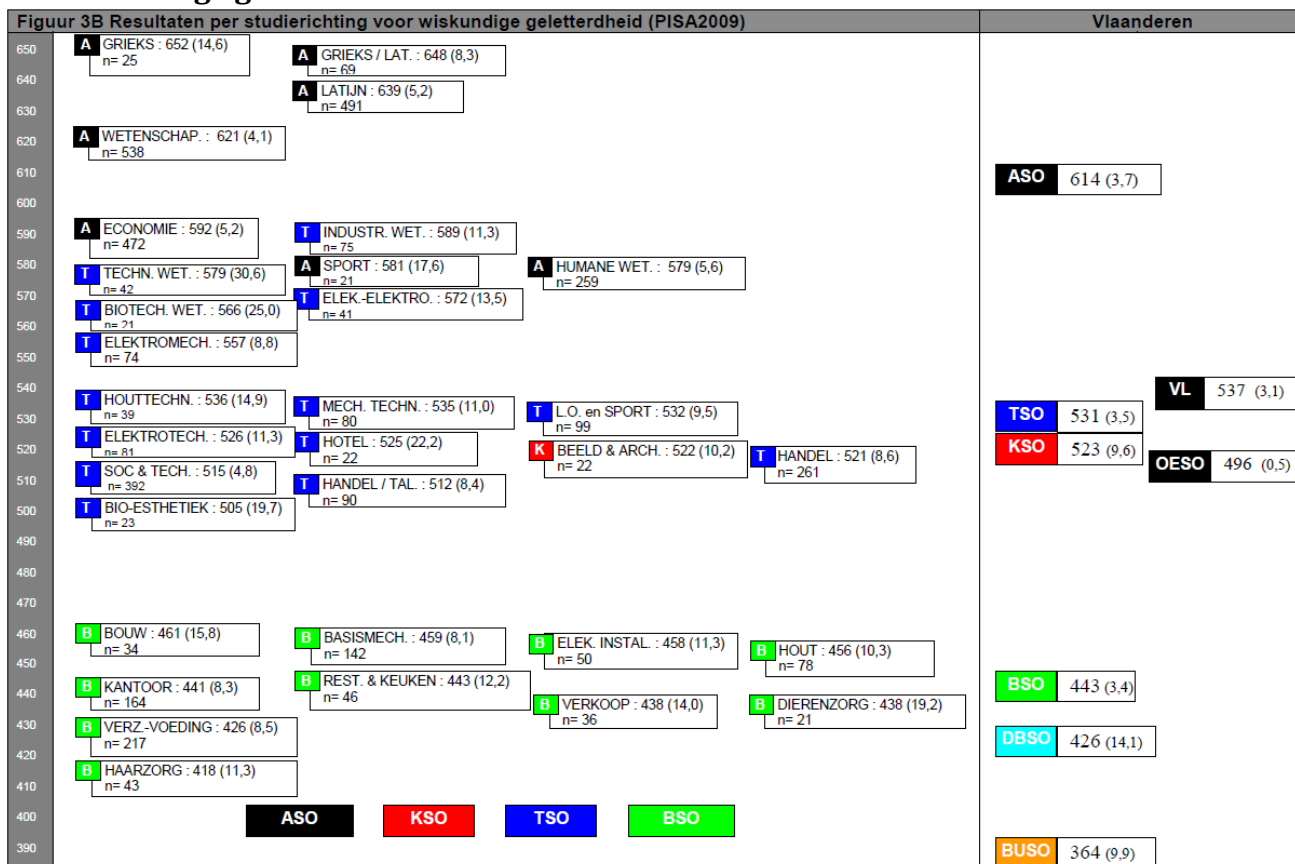 Figuur 3B Resultaten per studierichting voor wiskundige geletterdheid (PISA2009)
Vlaanderen
650
A GRIEKS : 652 (14,6)
n= 25
A GRIEKS / LAT. : 648 (8,3)
n= 69
640
A LATIJN : 639 (5,2)
n= 491
630
620
A WETENSCHAP. : 621 (4,1)
n= 538
610
ASO 614 (3,7)
600
590
A ECONOMIE : 592 (5,2)
n= 472
T INDUSTR. WET. : 589 (11,3)
n= 75
580
T TECHN. WET. : 579 (30,6)
n= 42
A SPORT : 581 (17,6)
n= 21
A HUMANE WET. : 579 (5,6)
n= 259
570
T BIOTECH. WET. : 566 (25,0)
n= 21
T ELEK.-ELEKTRO. : 572 (13,5)
n= 41
560
T ELEKTROMECH. : 557 (8,8)
n= 74
550
540
VL 537 (3,1)
T HOUTTECHN. : 536 (14,9)
n= 39
T MECH. TECHN. : 535 (11,0)
n= 80
T L.O. en SPORT : 532 (9,5)
n= 99
TSO 531 (3,5)
530
T ELEKTROTECH. : 526 (11,3)
n= 81
T HOTEL : 525 (22,2)
n= 22
K BEELD & ARCH. : 522 (10,2)
n= 22
T HANDEL : 521 (8,6)
n= 261
KSO 523 (9,6)
520
OESO 496 (0,5)
T SOC & TECH. : 515 (4,8)
n= 392
T HANDEL / TAL. : 512 (8,4)
n= 90
510
T BIO-ESTHETIEK : 505 (19,7)
n= 23
500
490
480
470
460
B BOUW : 461 (15,8)
n= 34
B BASISMECH. : 459 (8,1)
n= 142
B ELEK. INSTAL. : 458 (11,3)
n= 50
B HOUT : 456 (10,3)
n= 78
450
440
B KANTOOR : 441 (8,3)
n= 164
B REST. & KEUKEN : 443 (12,2)
n= 46
B VERKOOP : 438 (14,0)
n= 36
B DIERENZORG : 438 (19,2)
n= 21
BSO 443 (3,4)
430
B VERZ.-VOEDING : 426 (8,5)
n= 217
DBSO 426 (14,1)
420
B HAARZORG : 418 (11,3)
n= 43
410
400
ASO KSO TSO BSO
390
BUSO 364 (9,9)